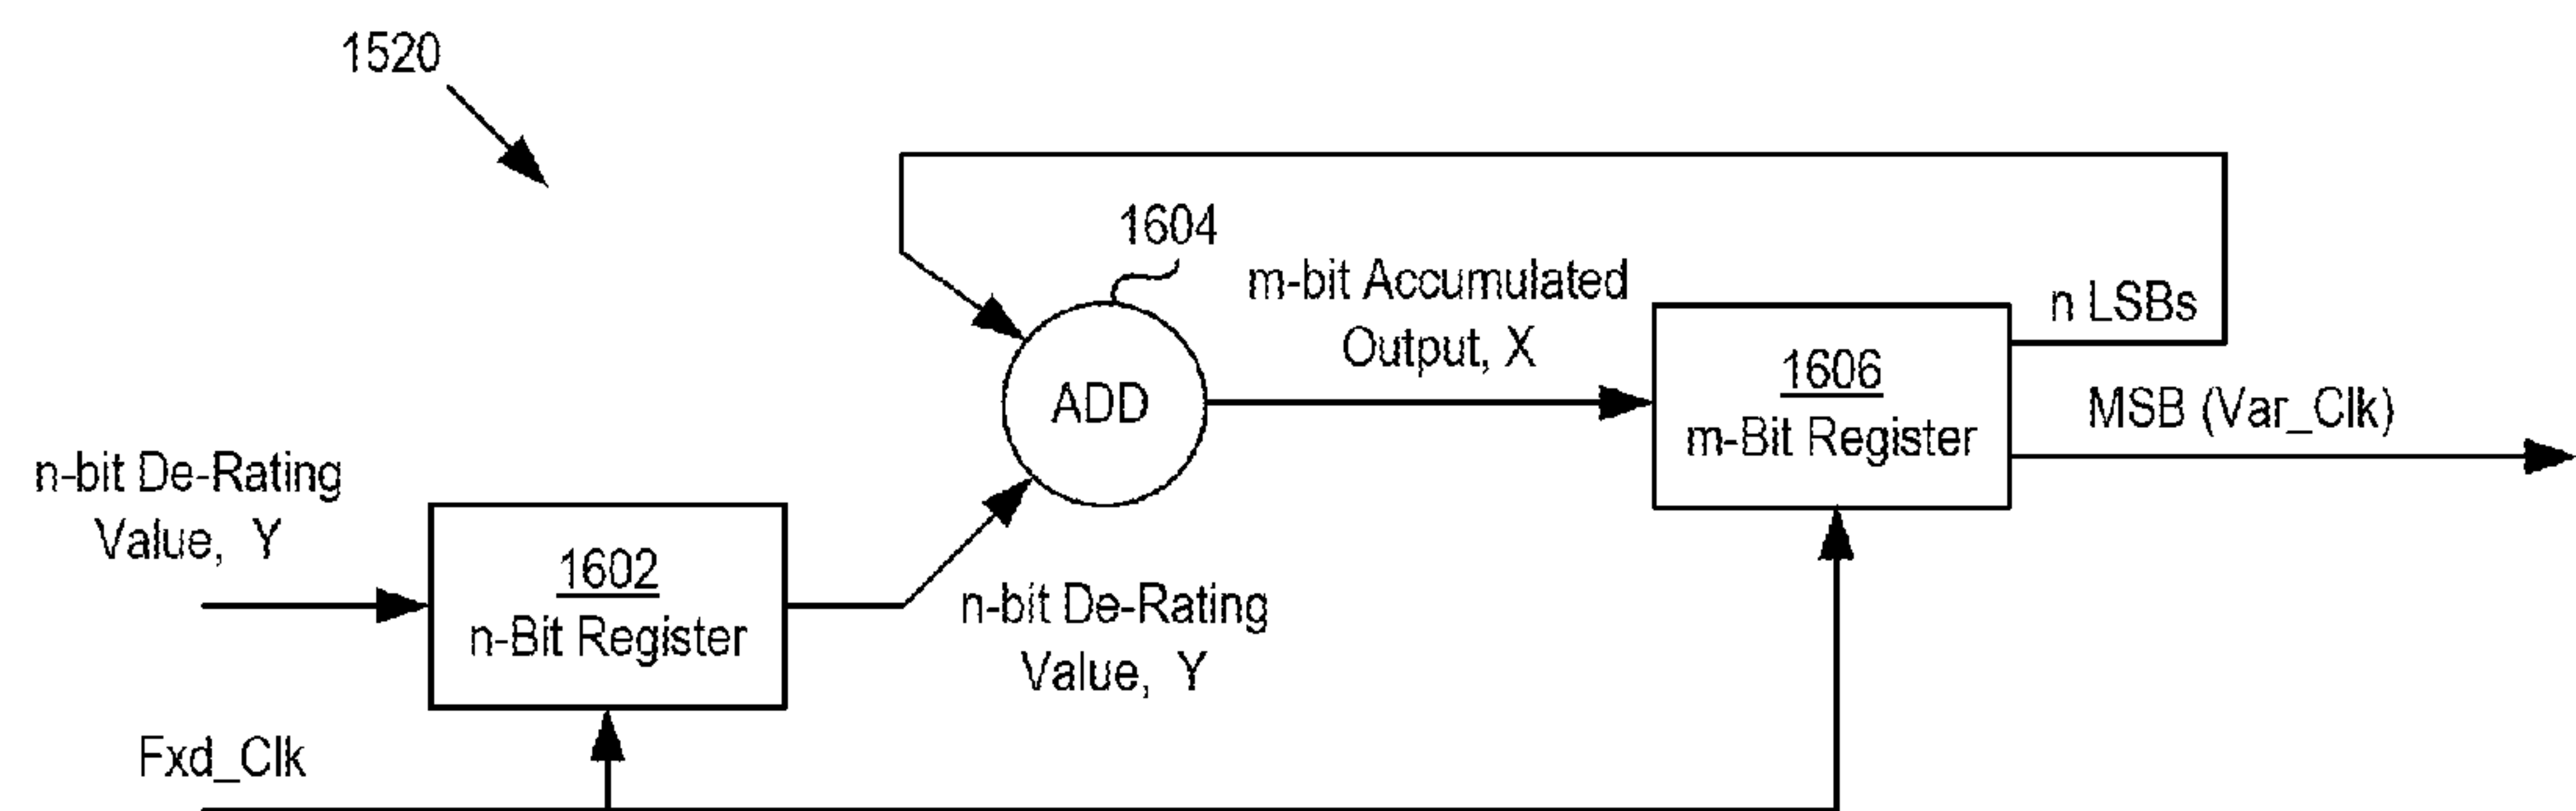 1520
1604
m-bit Accumulated
Output, X
n LSBs
ADD
1606
m-Bit Register
MSB (Var_Clk)
n-bit De-Rating
Value, Y
1602
n-Bit Register
n-bit De-Rating
Value, Y
Fxd_Clk